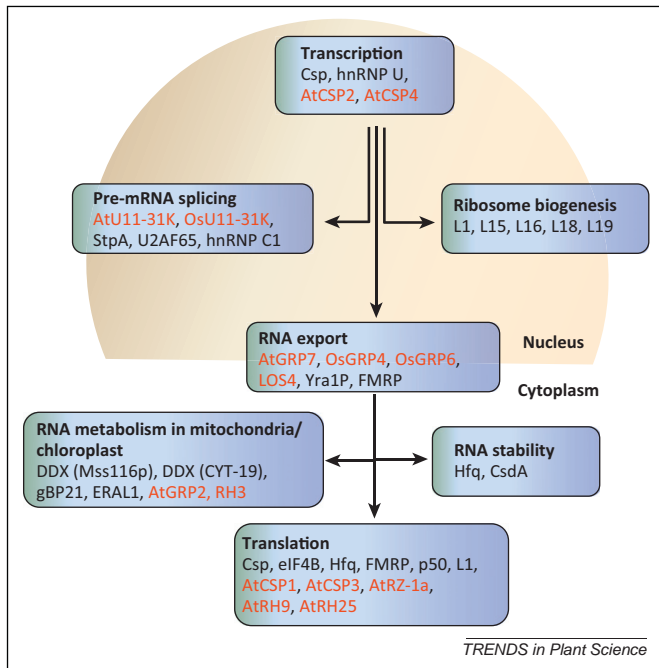 Transcription
Csp, hnRNP U,
AtCSP2, AtCSP4
Pre-mRNA splicing
AtU11-31K, OsU11-31K,
StpA, U2AF65, hnRNP C1
Ribosome biogenesis
L1, L15, L16, L18, L19
RNA export
AtGRP7, OsGRP4, OsGRP6,
LOS4, Yra1P, FMRP
Nucleus
Cytoplasm
RNA metabolism in mitochondria/
chloroplast
DDX (Mss116p), DDX (CYT-19),
gBP21, ERAL1, AtGRP2, RH3
RNA stability
Hfq, CsdA
Translation
Csp, eIF4B, Hfq, FMRP, p50, L1,
AtCSP1, AtCSP3, AtRZ-1a,
AtRH9, AtRH25
TRENDS in Plant Science